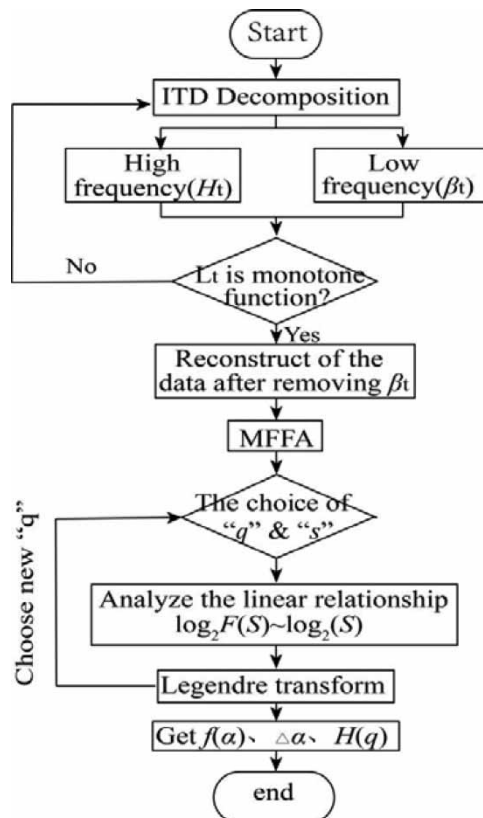 Start
ITD Decomposition
High
frequency(Ht)
Low
frequency(βt)
No
Lt is monotone
function?
Yes
Reconstruct of the
data after removing βt
MFFA
The choice of
“q” & “s”
Choose new “q”
Analyze the linear relationship
log₂F(S)~log₂(S)
Legendre transform
Get f(α)、 △α、 H(q)
end